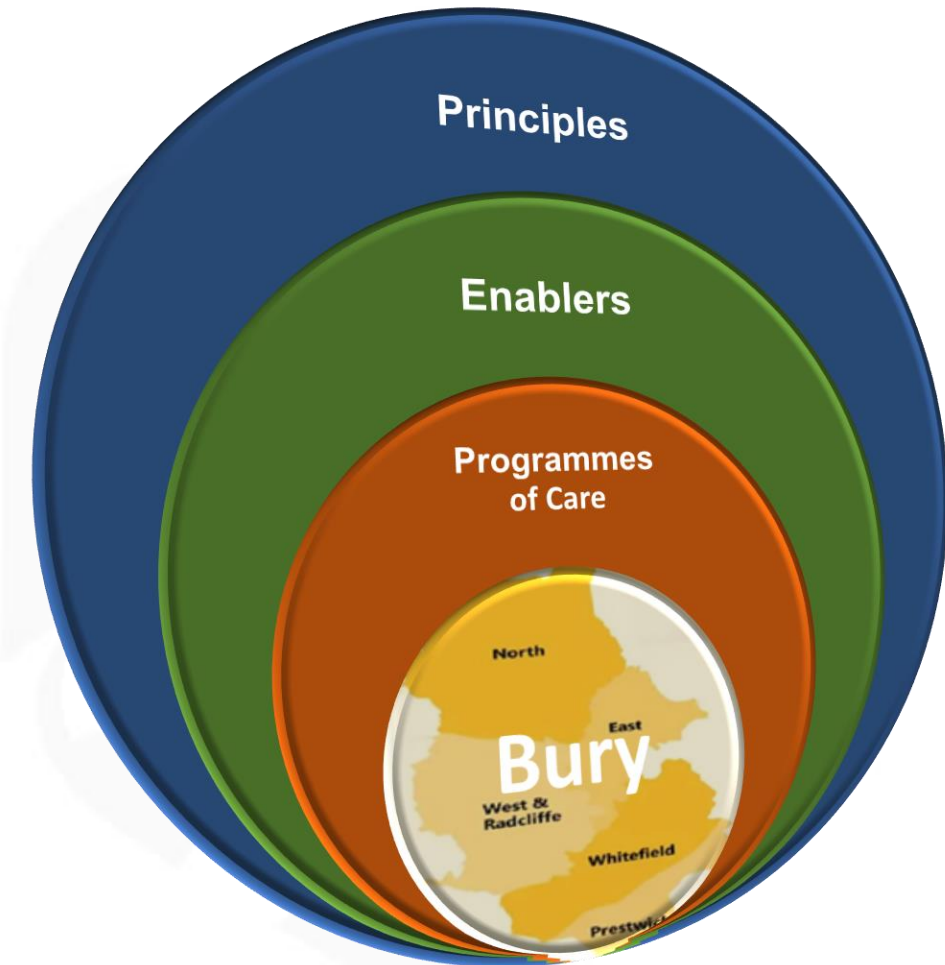 Principles
Enablers
Programmes
of Care
North
East
Bury
West &
Radcliffe
Whitefield